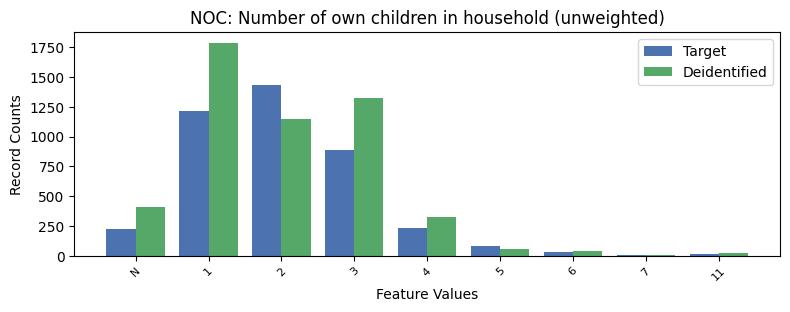 NOC: Number of own children in household (unweighted)
Target
Deidentified
Record Counts
1750
1500
1250
1000
750
500
250
0
N
1
2
3
4
5
6
7
11
Feature Values